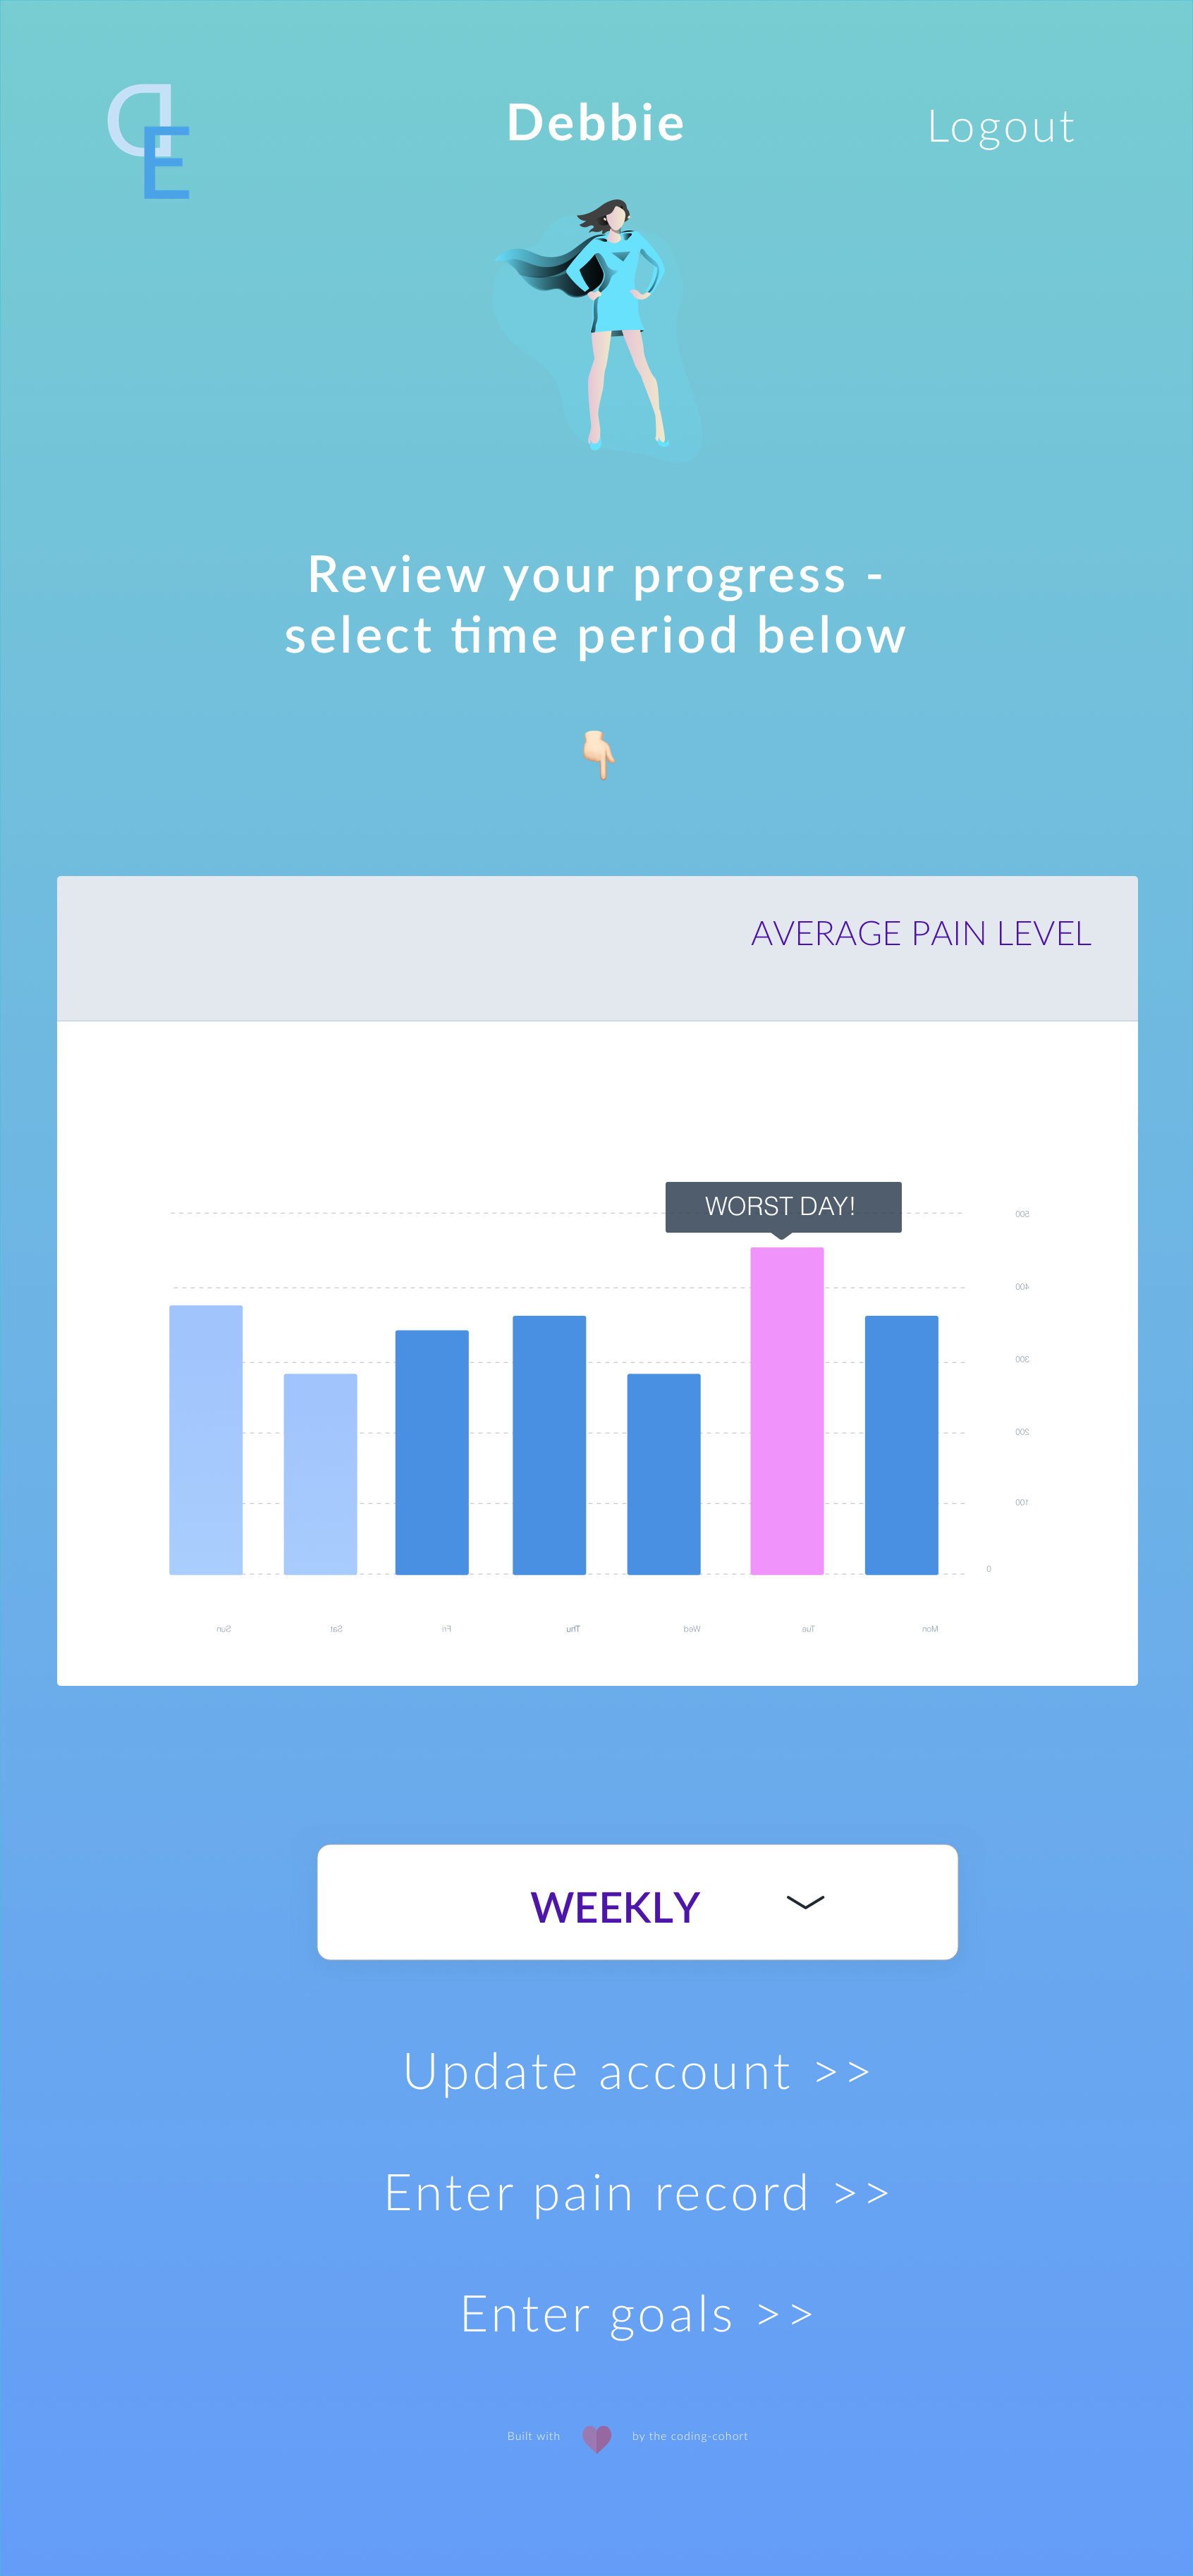 DE
Debbie
Logout
Review your progress -
select time period below
AVERAGE PAIN LEVEL
WORST DAY!
500
400
300
200
100
0
Sun Sat Fri Thu Wed Tue Mon
WEEKLY
Update account >>
Enter pain record >>
Enter goals >>
Built with by the coding-cohort